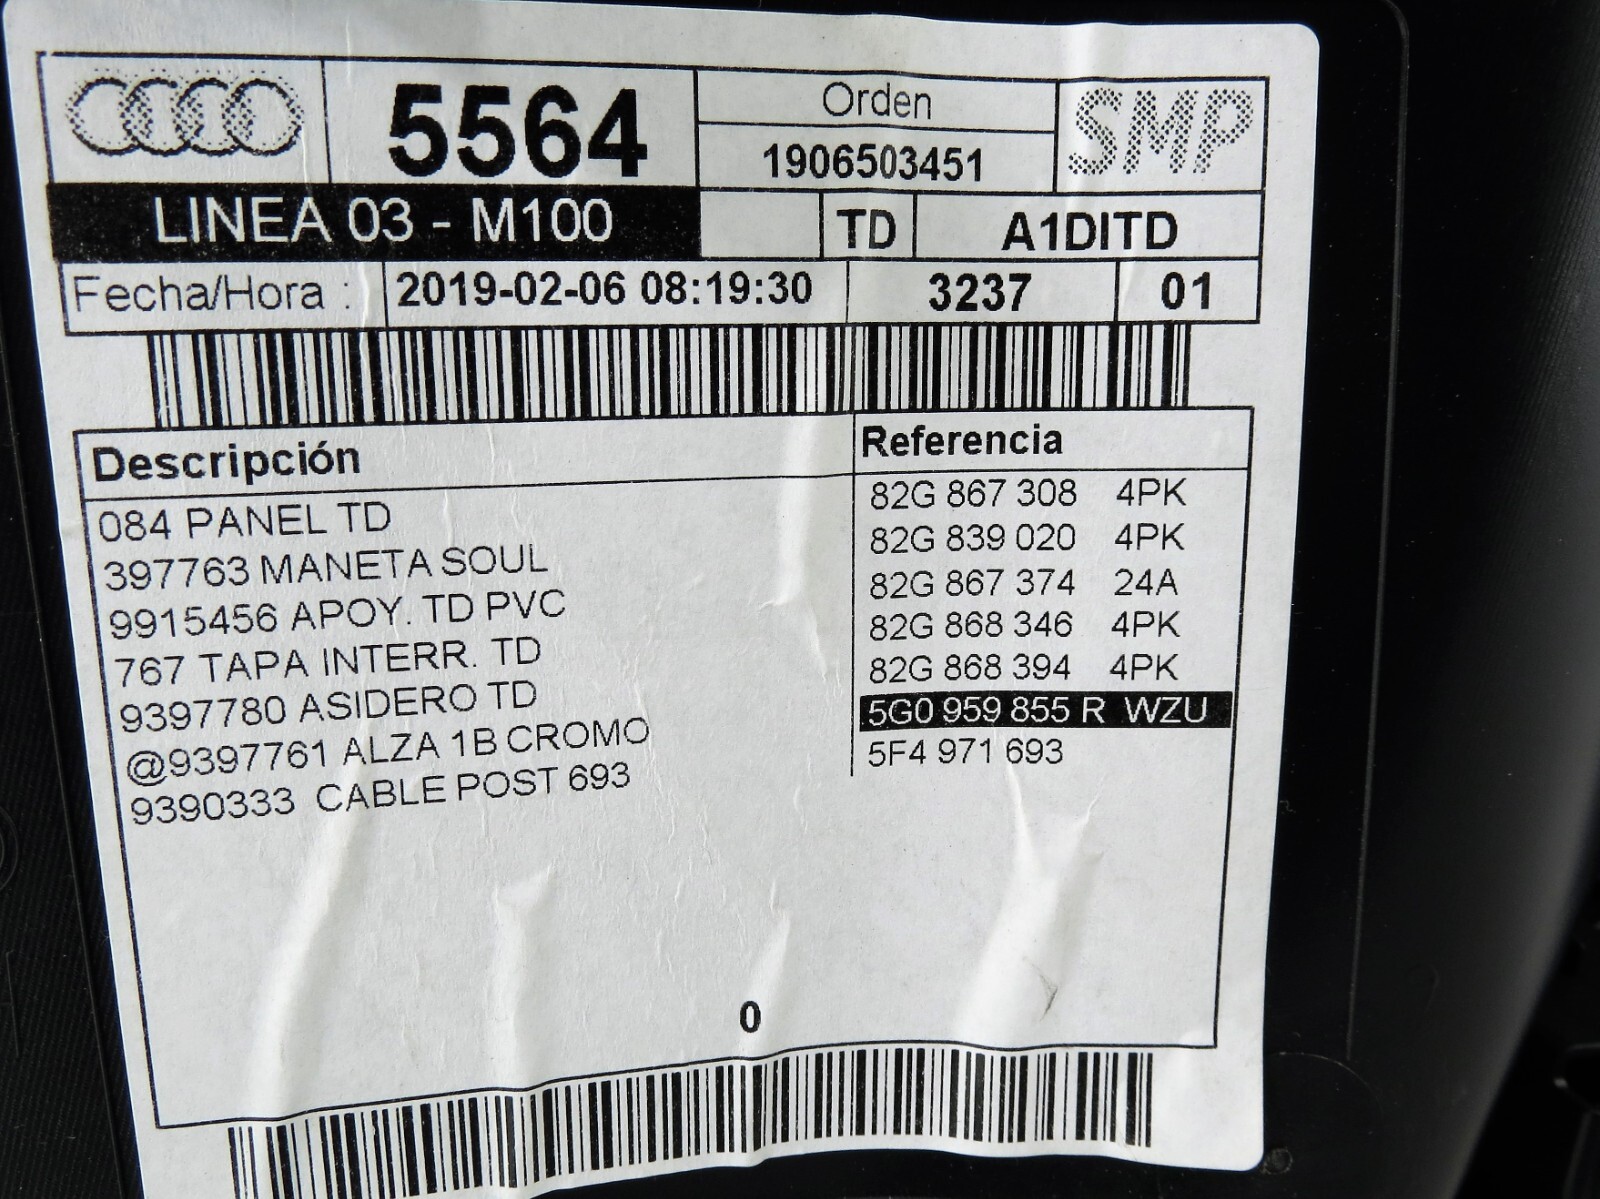 5564
Orden
SMP
1906503451
LINEA 03 - M100
TD
A1DITD
Fecha/Hora :
2019-02-06 08:19:30
3237
01
Descripción
Referencia
084 PANEL TD
82G 867 308 4PK
397763 MANETA SOUL
82G 839 020 4PK
9915456 APOY. TD PVC
82G 867 374 24A
767 TAPA INTERR. TD
82G 868 346 4PK
9397780 ASIDERO TD
82G 868 394 4PK
@9397761 ALZA 1B CROMO
5G0 959 855 R WZU
9390333 CABLE POST 693
5F4 971 693
0